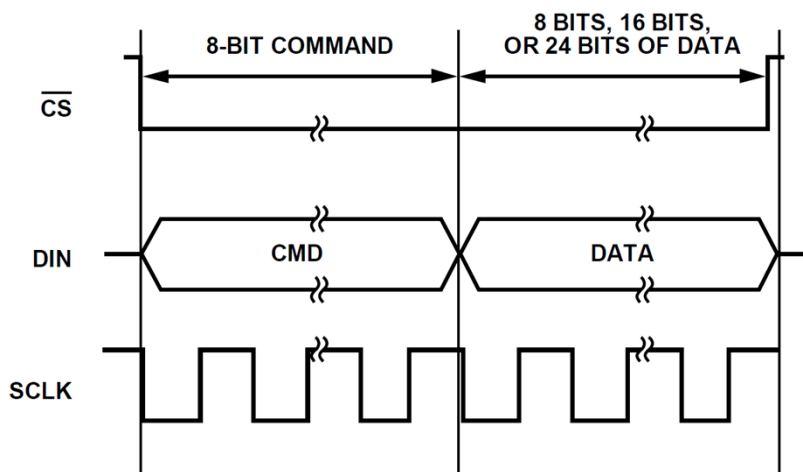 8-BIT COMMAND
8 BITS, 16 BITS,
OR 24 BITS OF DATA
CS
DIN
CMD
DATA
SCLK